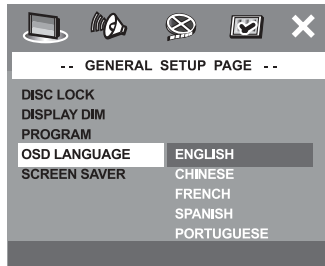 -- GENERAL SETUP PAGE --
DISC LOCK
DISPLAY DIM
PROGRAM
OSD LANGUAGE ENGLISH
SCREEN SAVER CHINESE
FRENCH
SPANISH
PORTUGUESE